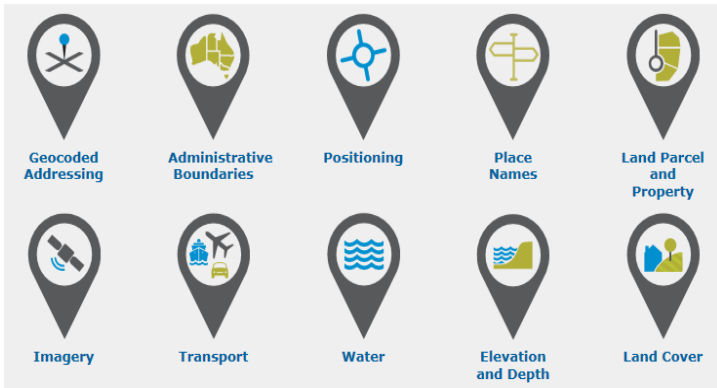 Geocoded
Addressing
Administrative
Boundaries
Positioning
Place
Names
Land Parcel
and
Property
Imagery
Transport
Water
Elevation
and Depth
Land Cover